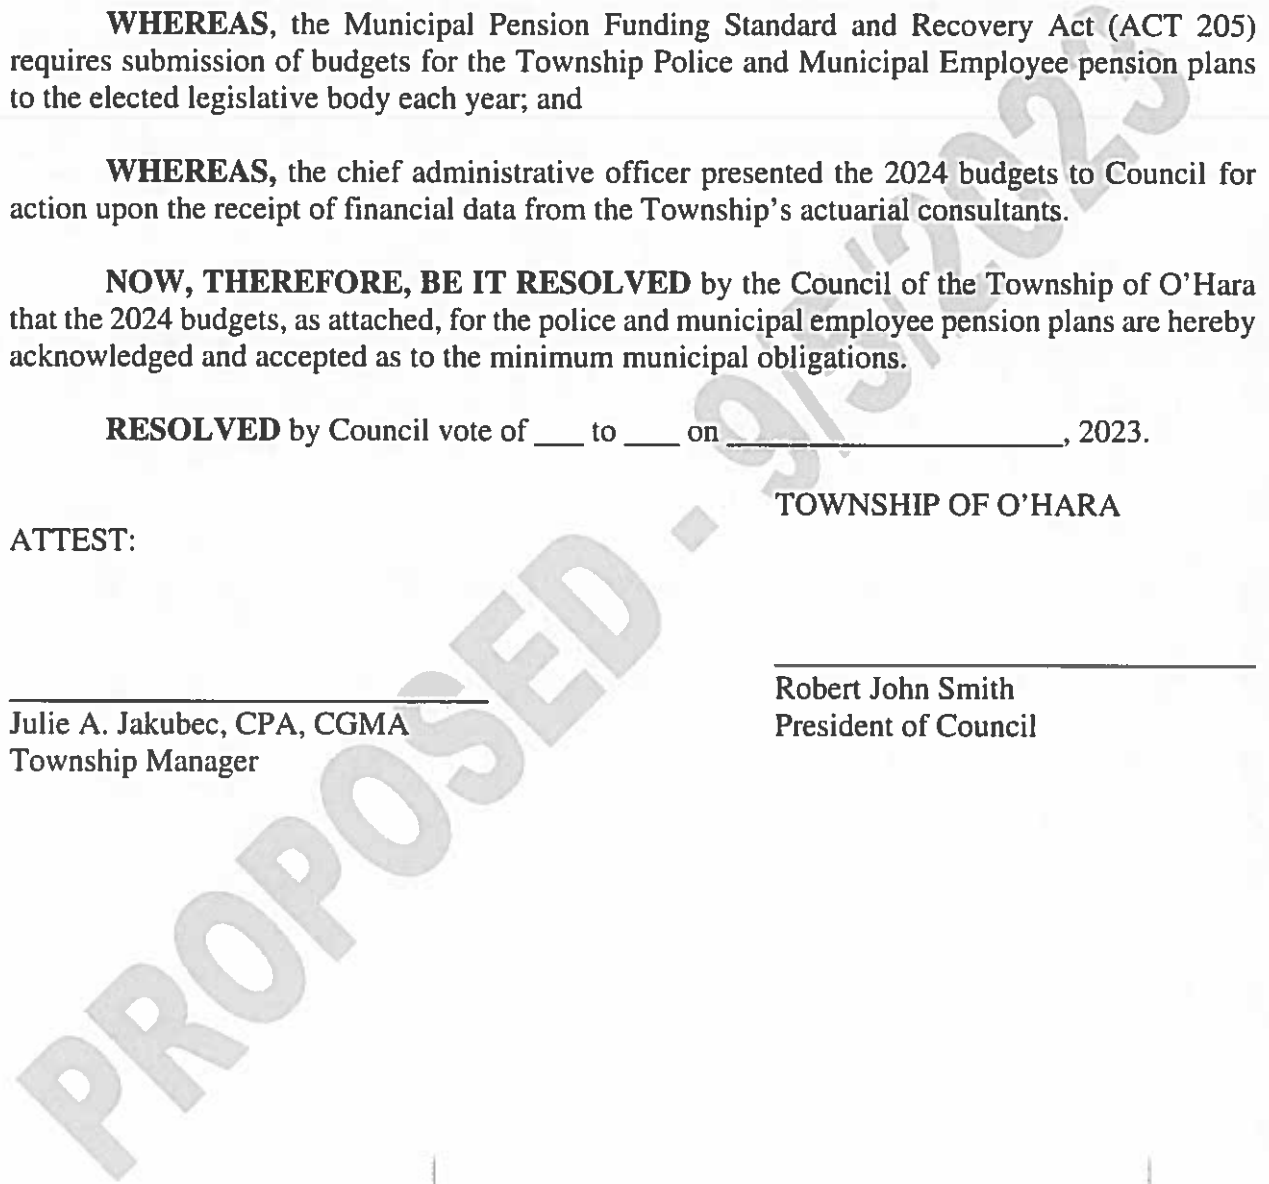 WHEREAS, the Municipal Pension Funding Standard and Recovery Act (ACT 205)
requires submission of budgets for the Township Police and Municipal Employee pension plans
to the elected legislative body each year; and
WHEREAS, the chief administrative officer presented the 2024 budgets to Council for
action upon the receipt of financial data from the Township's actuarial consultants.
NOW, THEREFORE, BE IT RESOLVED by the Council of the Township of O'Hara
that the 2024 budgets, as attached, for the police and municipal employee pension plans are hereby
acknowledged and accepted as to the minimum municipal obligations.
RESOLVED by Council vote of ___ to ___ on ____________________, 2023.
TOWNSHIP OF O'HARA
ATTEST:
Robert John Smith
President of Council
Julie A. Jakubec, CPA, CGMA
Township Manager
PROPOSED - 9/5/2023